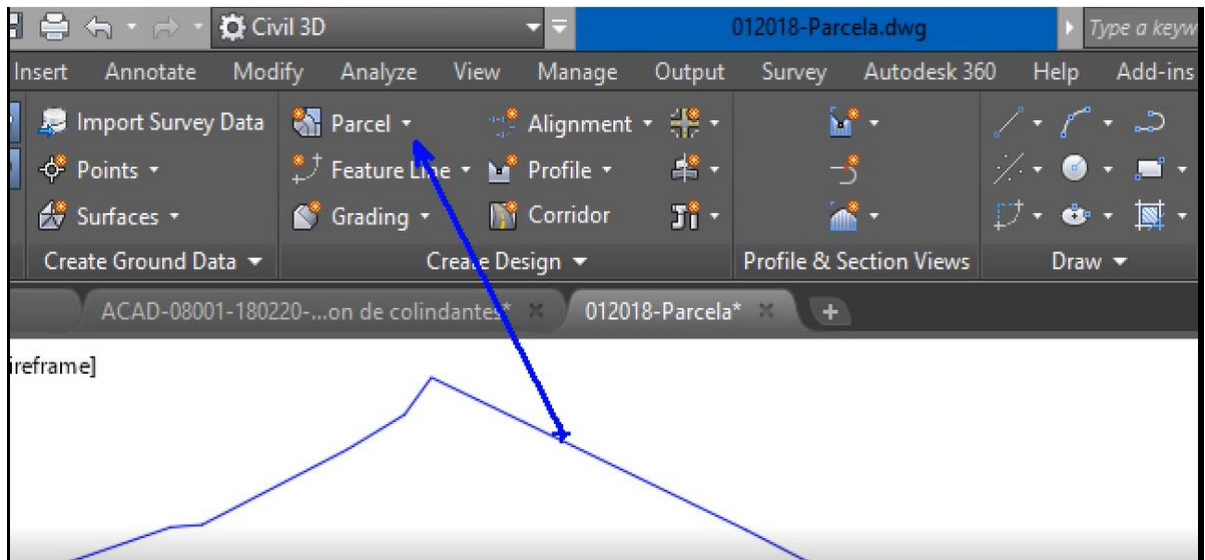 Civil 3D 012018-Parcela.dwg Type a keyw
Insert Annotate Modify Analyze View Manage Output Survey Autodesk 360 Help Add-ins
Import Survey Data Parcel Alignment
Points Feature Line Profile
Surfaces Grading Corridor
Create Ground Data Create Design Profile & Section Views Draw
ACAD-08001-180220-...on de colindantes* 012018-Parcela*
ireframe]